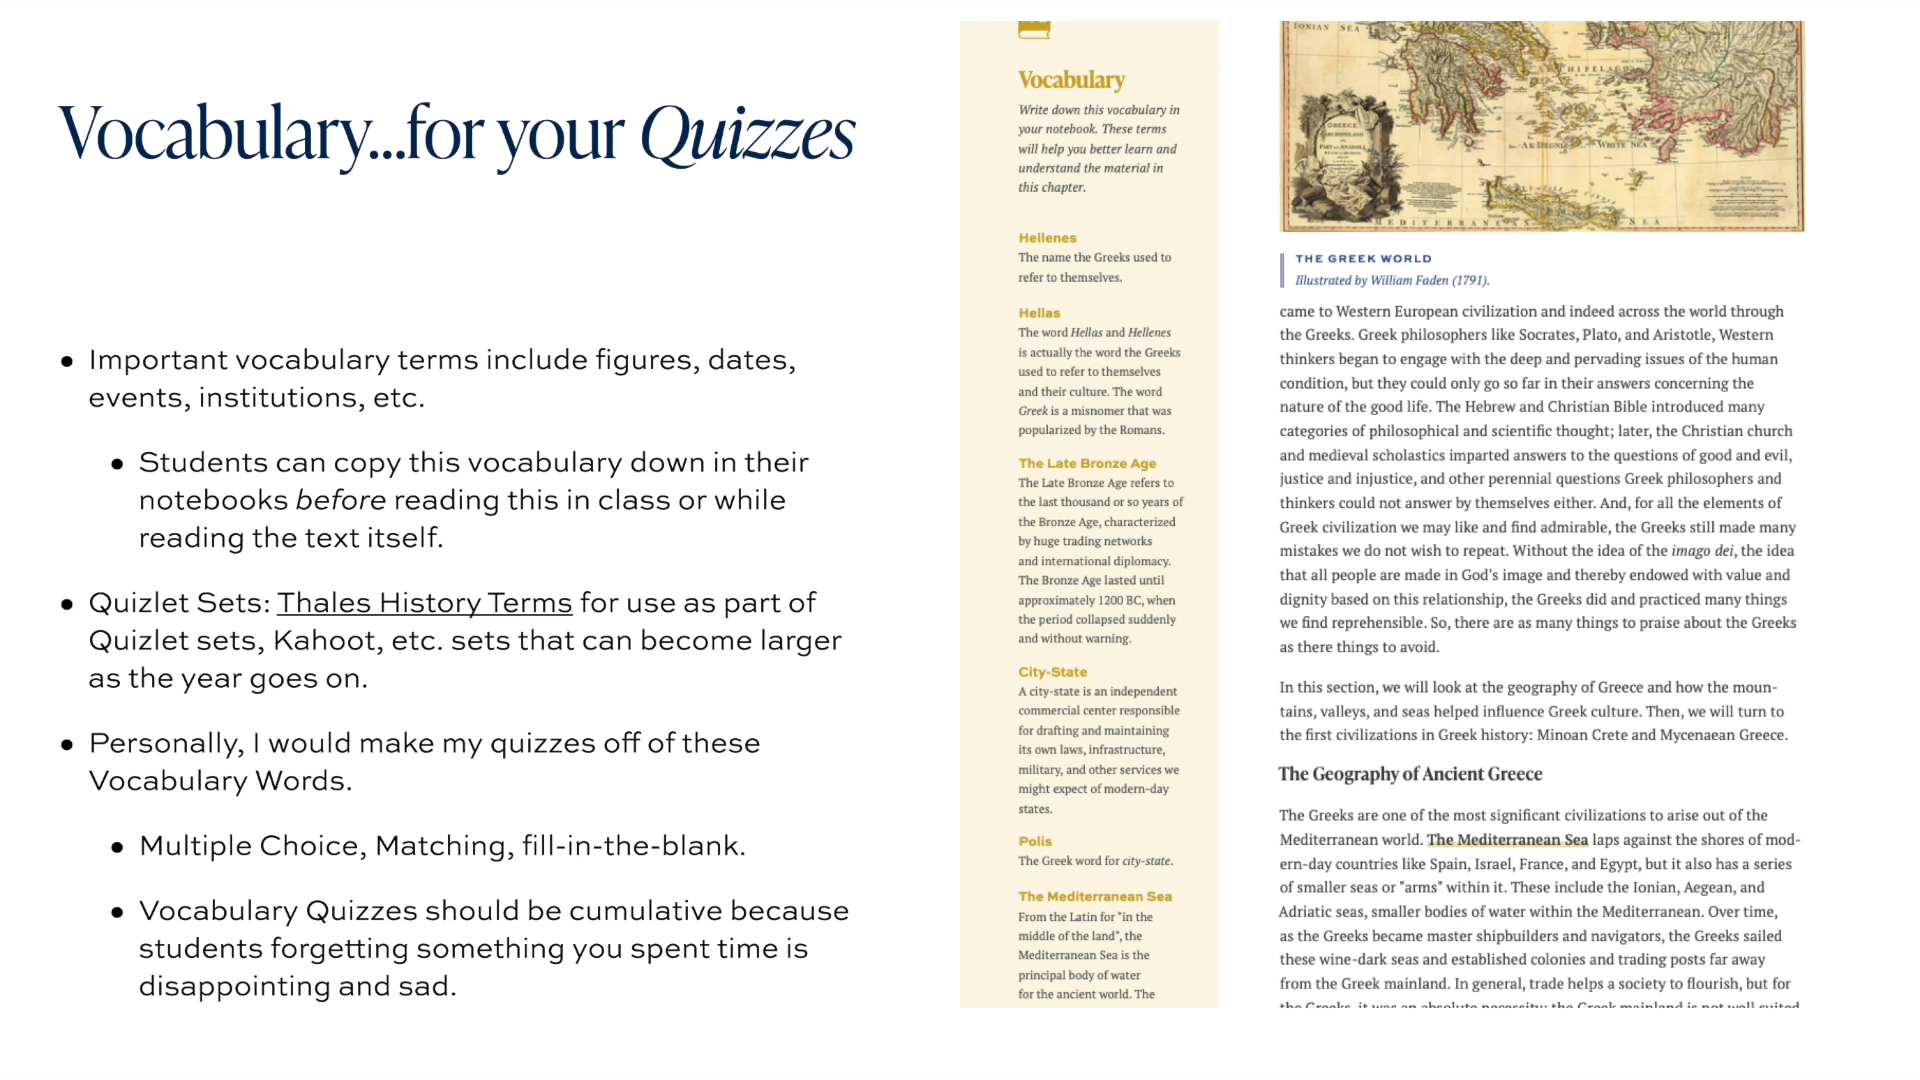 Vocabulary...for your Quizzes
• Important vocabulary terms include figures, dates,
events, institutions, etc.
• Students can copy this vocabulary down in their
notebooks before reading this in class or while
reading the text itself.
• Quizlet Sets: Thales History Terms for use as part of
Quizlet sets, Kahoot, etc. sets that can become larger
as the year goes on.
• Personally, I would make my quizzes off of these
Vocabulary Words.
• Multiple Choice, Matching, fill-in-the-blank.
• Vocabulary Quizzes should be cumulative because
students forgetting something you spent time is
disappointing and sad.
Vocabulary
Write down this vocabulary in
your notebook. These terms
will help you better learn and
understand the material in
this chapter.
Hellenes
The name the Greeks used to
refer to themselves.
Hellas
The word Hellas and Hellenes
is actually the word the Greeks
used to refer to themselves
and their culture. The word
Greek is a misnomer that was
popularized by the Romans.
The Late Bronze Age
The Late Bronze Age refers to
the last thousand or so years of
the Bronze Age, characterized
by huge trading networks
and international diplomacy.
The Bronze Age lasted until
approximately 1200 BC, when
the period collapsed suddenly
and without warning.
City-State
A city-state is an independent
commercial center responsible
for drafting and maintaining
its own laws, infrastructure,
military, and other services we
might expect of modern-day
states.
Polis
The Greek word for city-state.
The Mediterranean Sea
From the Latin for "in the
middle of the land", the
Mediterranean Sea is the
principal body of water
for the ancient world. The
IONIAN SEA
ARCHIPELAGO
GREECE
ARCHIPELAGO
PART OF ANADOLI
WHITE SEA
MEDITERRANEAN SEA
THE GREEK WORLD
Illustrated by William Faden (1791).
came to Western European civilization and indeed across the world through
the Greeks. Greek philosophers like Socrates, Plato, and Aristotle, Western
thinkers began to engage with the deep and pervading issues of the human
condition, but they could only go so far in their answers concerning the
nature of the good life. The Hebrew and Christian Bible introduced many
categories of philosophical and scientific thought; later, the Christian church
and medieval scholastics imparted answers to the questions of good and evil,
justice and injustice, and other perennial questions Greek philosophers and
thinkers could not answer by themselves either. And, for all the elements of
Greek civilization we may like and find admirable, the Greeks still made many
mistakes we do not wish to repeat. Without the idea of the imago dei, the idea
that all people are made in God's image and thereby endowed with value and
dignity based on this relationship, the Greeks did and practiced many things
we find reprehensible. So, there are as many things to praise about the Greeks
as there things to avoid.
In this section, we will look at the geography of Greece and how the moun-
tains, valleys, and seas helped influence Greek culture. Then, we will turn to
the first civilizations in Greek history: Minoan Crete and Mycenaean Greece.
The Geography of Ancient Greece
The Greeks are one of the most significant civilizations to arise out of the
Mediterranean world. The Mediterranean Sea laps against the shores of mod-
ern-day countries like Spain, Israel, France, and Egypt, but it also has a series
of smaller seas or "arms" within it. These include the Ionian, Aegean, and
Adriatic seas, smaller bodies of water within the Mediterranean. Over time,
as the Greeks became master shipbuilders and navigators, the Greeks sailed
these wine-dark seas and established colonies and trading posts far away
from the Greek mainland. In general, trade helps a society to flourish, but for
the Greeks, it was an absolute necessity: the Greek mainland is not well suited